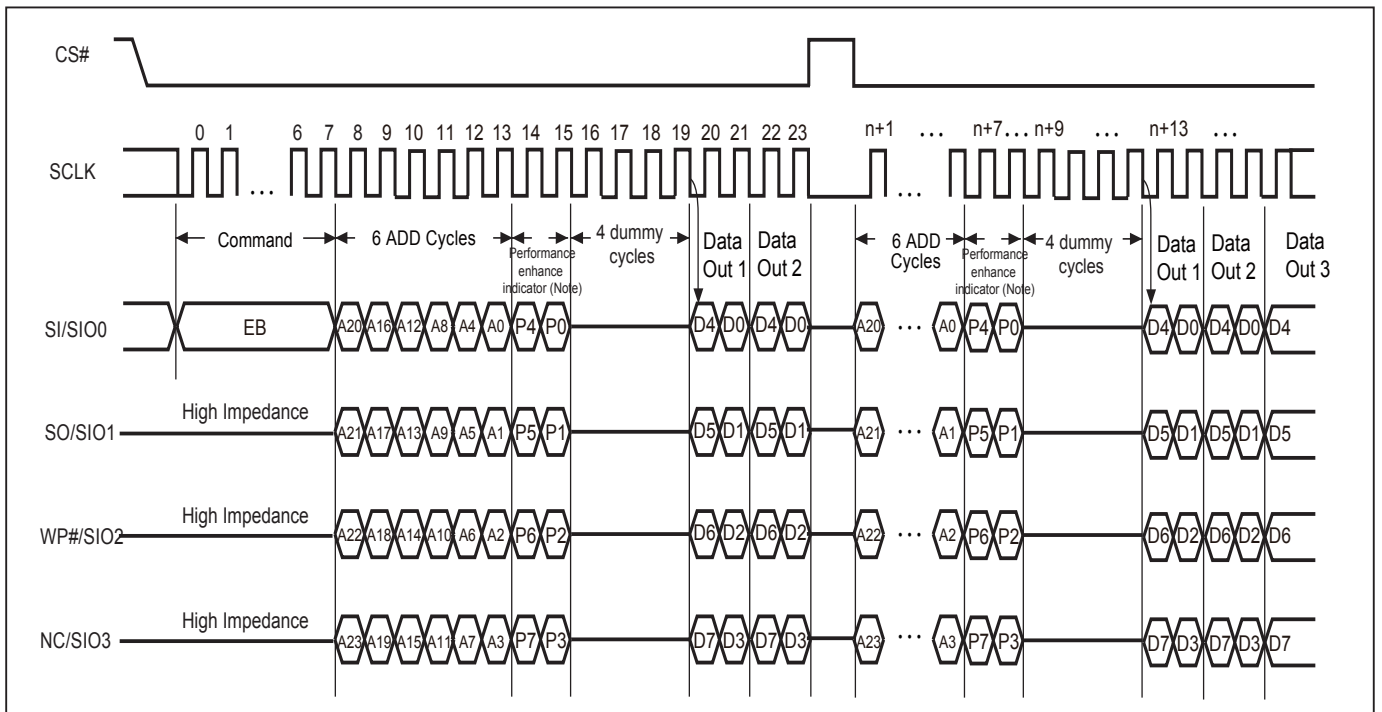 CS#
0 1 6 7 8 9 10 11 12 13 14 15 16 17 18 19 20 21 22 23 n+1 ... n+7...n+9 ... n+13 ...
SCLK
... ...
Command 6 ADD Cycles Performance enhance indicator (Note) 4 dummy cycles Data Out 1 Data Out 2 6 ADD Cycles Performance enhance indicator (Note) 4 dummy cycles Data Out 1 Data Out 2 Data Out 3
SI/SIO0 EB A20 A16 A12 A8 A4 A0 P4 P0 D4 D0 D4 D0 A20 ... A0 P4 P0 D4 D0 D4 D0 D4
High Impedance
SO/SIO1 A21 A17 A13 A9 A5 A1 P5 P1 D5 D1 D5 D1 A21 ... A1 P5 P1 D5 D1 D5 D1 D5
High Impedance
WP#/SIO2 A22 A18 A14 A10 A6 A2 P6 P2 D6 D2 D6 D2 A22 ... A2 P6 P2 D6 D2 D6 D2 D6
High Impedance
NC/SIO3 A23 A19 A15 A11 A7 A3 P7 P3 D7 D3 D7 D3 A23 ... A3 P7 P3 D7 D3 D7 D3 D7